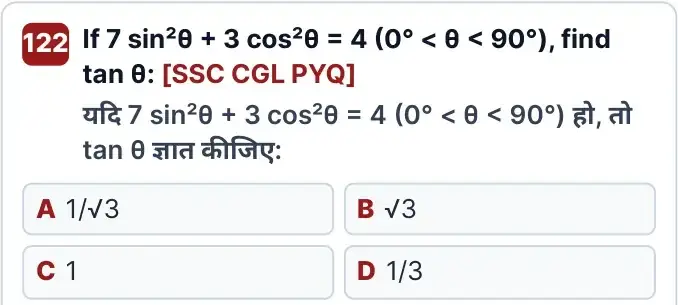 122 If 7 sin²θ + 3 cos²θ = 4 (0° < θ < 90°), find
tan θ: [SSC CGL PYQ]
यदि 7 sin²θ + 3 cos²θ = 4 (0° < θ < 90°) हो, तो
tan θ ज्ञात कीजिए:
A 1/√3
B √3
C 1
D 1/3